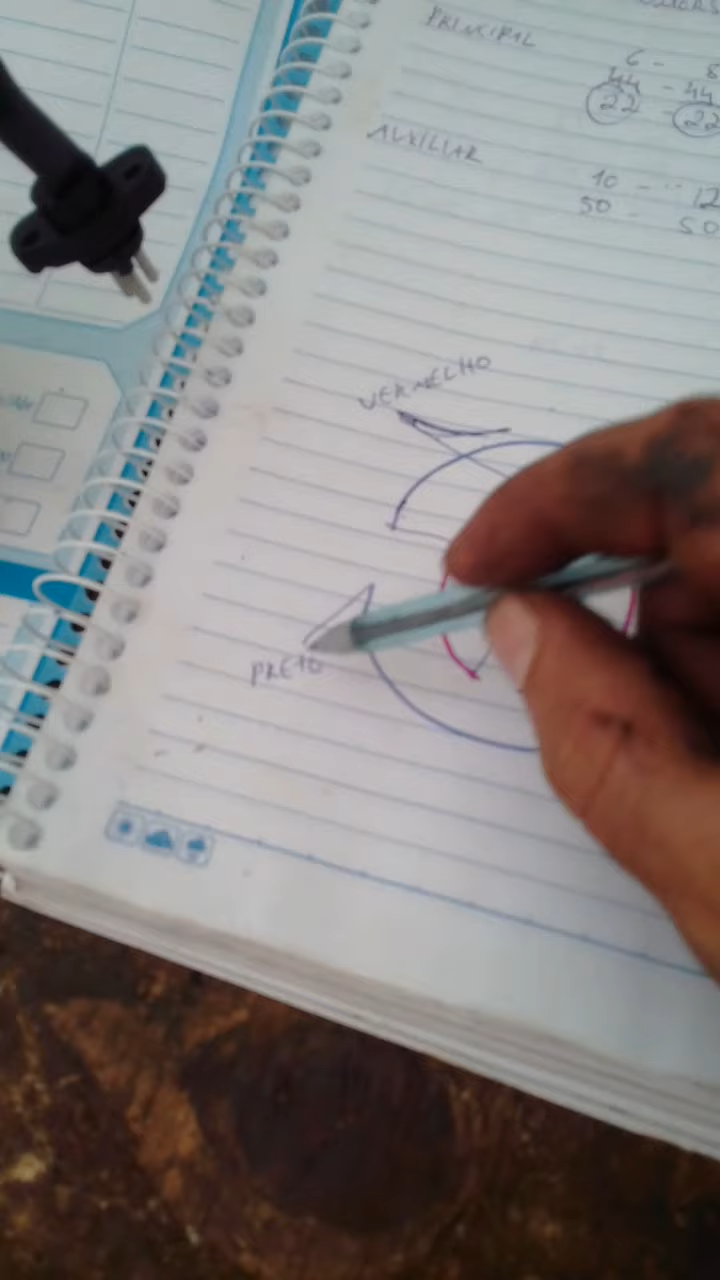 PRINCIPAL
6 - 8
44 - 44
22 - 22
AUXILIAR
10 - 12
50 - 50
VERMELHO
PRETO